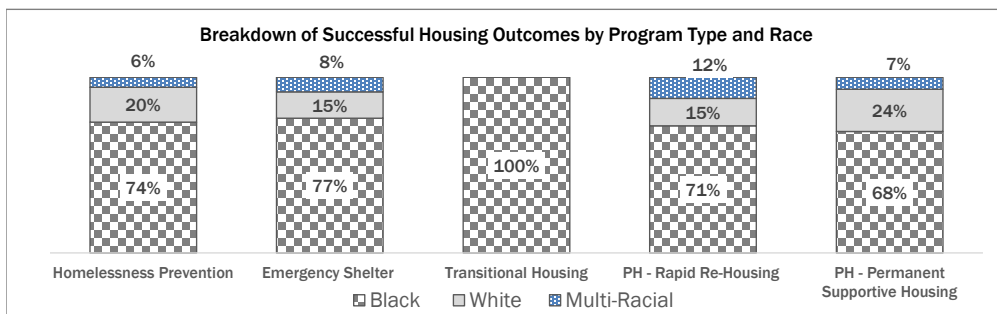 Breakdown of Successful Housing Outcomes by Program Type and Race
6% 8% 12% 7%
20% 15% 15% 24%
74% 77% 100% 71% 68%
Homelessness Prevention Emergency Shelter Transitional Housing PH - Rapid Re-Housing PH - Permanent
Supportive Housing
Black White Multi-Racial